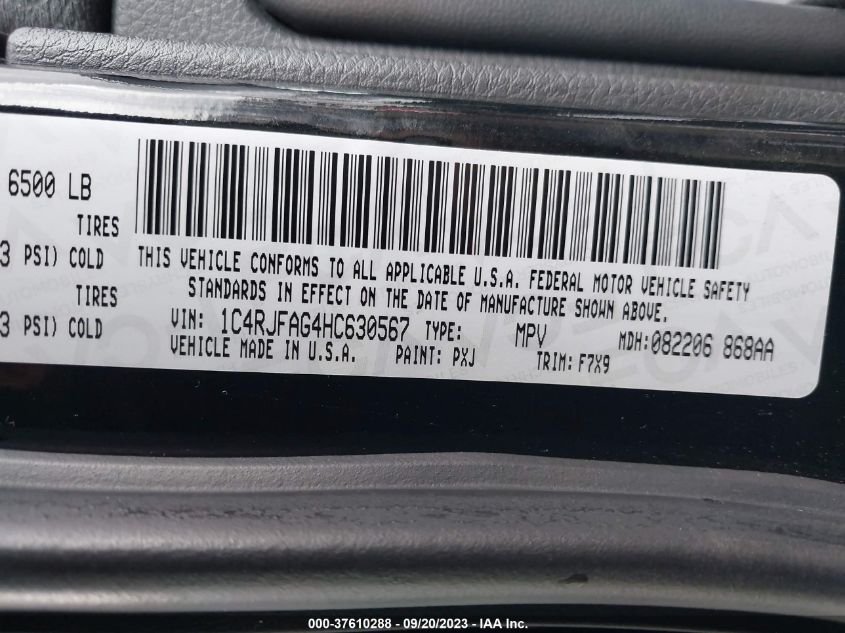 6500 LB
TIRES
3 PSI) COLD
TIRES
3 PSI) COLD
THIS VEHICLE CONFORMS TO ALL APPLICABLE U.S.A. FEDERAL MOTOR VEHICLE SAFETY
STANDARDS IN EFFECT ON THE DATE OF MANUFACTURE SHOWN ABOVE.
VIN: 1C4RJFAG4HC630567 TYPE: MPV MDH:082206 868AA
VEHICLE MADE IN U.S.A. PAINT: PXJ TRIM: F7X9
000-37610288 - 09/20/2023 - © IAA Inc.